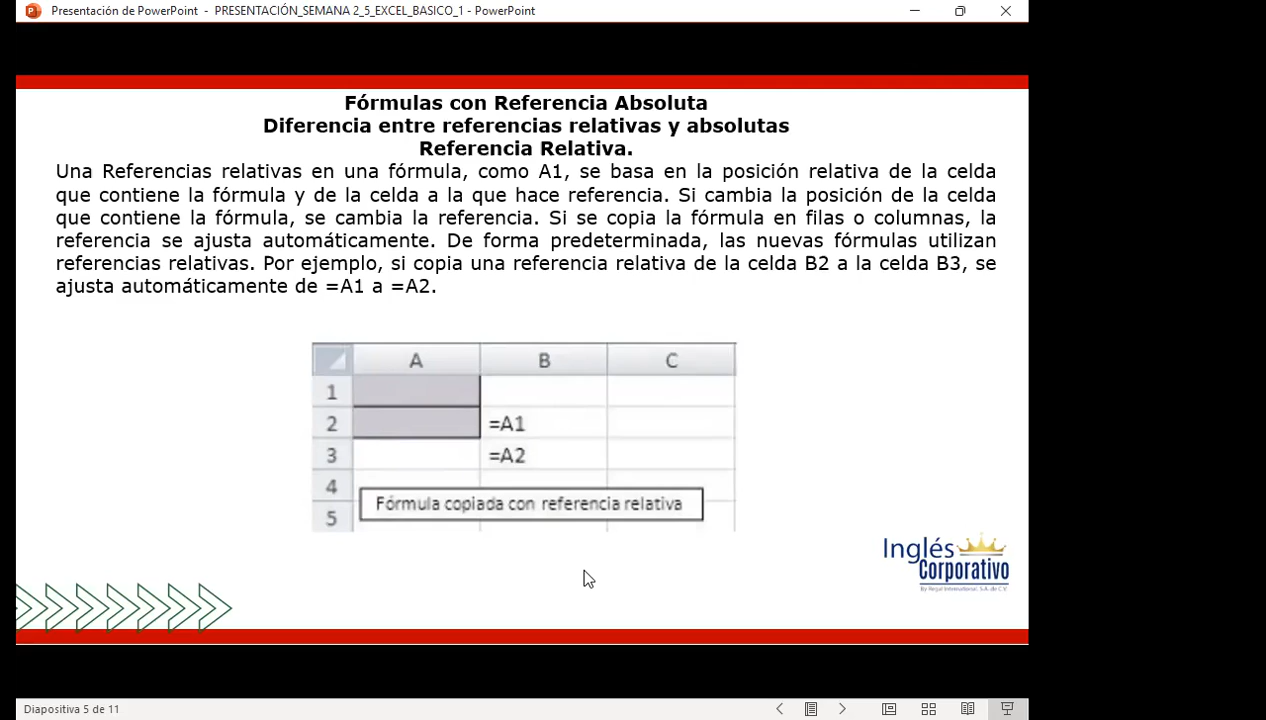 Presentación de PowerPoint - PRESENTACIÓN_SEMANA 2_5_EXCEL_BASICO_1 - PowerPoint
Fórmulas con Referencia Absoluta
Diferencia entre referencias relativas y absolutas
Referencia Relativa.
Una Referencias relativas en una fórmula, como A1, se basa en la posición relativa de la celda
que contiene la fórmula y de la celda a la que hace referencia. Si cambia la posición de la celda
que contiene la fórmula, se cambia la referencia. Si se copia la fórmula en filas o columnas, la
referencia se ajusta automáticamente. De forma predeterminada, las nuevas fórmulas utilizan
referencias relativas. Por ejemplo, si copia una referencia relativa de la celda B2 a la celda B3, se
ajusta automáticamente de =A1 a =A2.
A B C
1
2 =A1
3 =A2
4
Fórmula copiada con referencia relativa
5
Inglés
Corporativo
By Regal International, S.A. de C.V.
Diapositiva 5 de 11